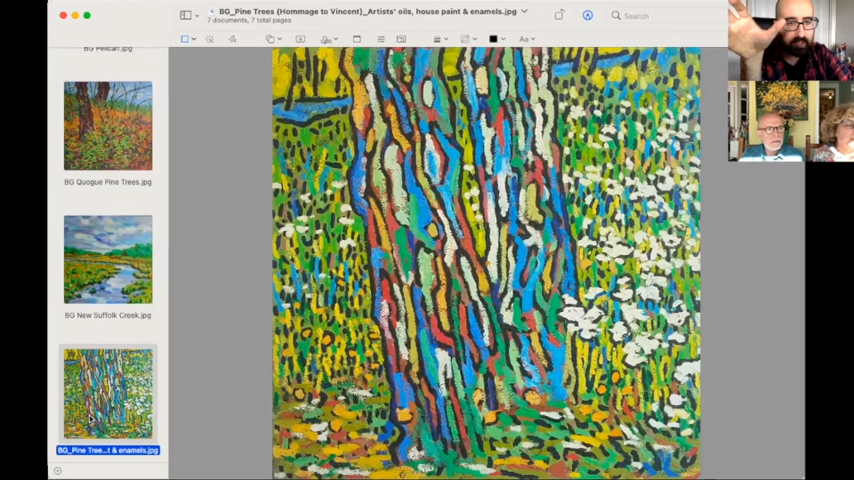 BG_Pine Trees (Hommage to Vincent)_Artists' oils, house paint & enamels.jpg
7 documents, 7 total pages
Search
Aa
BG Pelican.jpg
BG Quogue Pine Trees.jpg
BG New Suffolk Creek.jpg
BG_Pine Tree...t & enamels.jpg